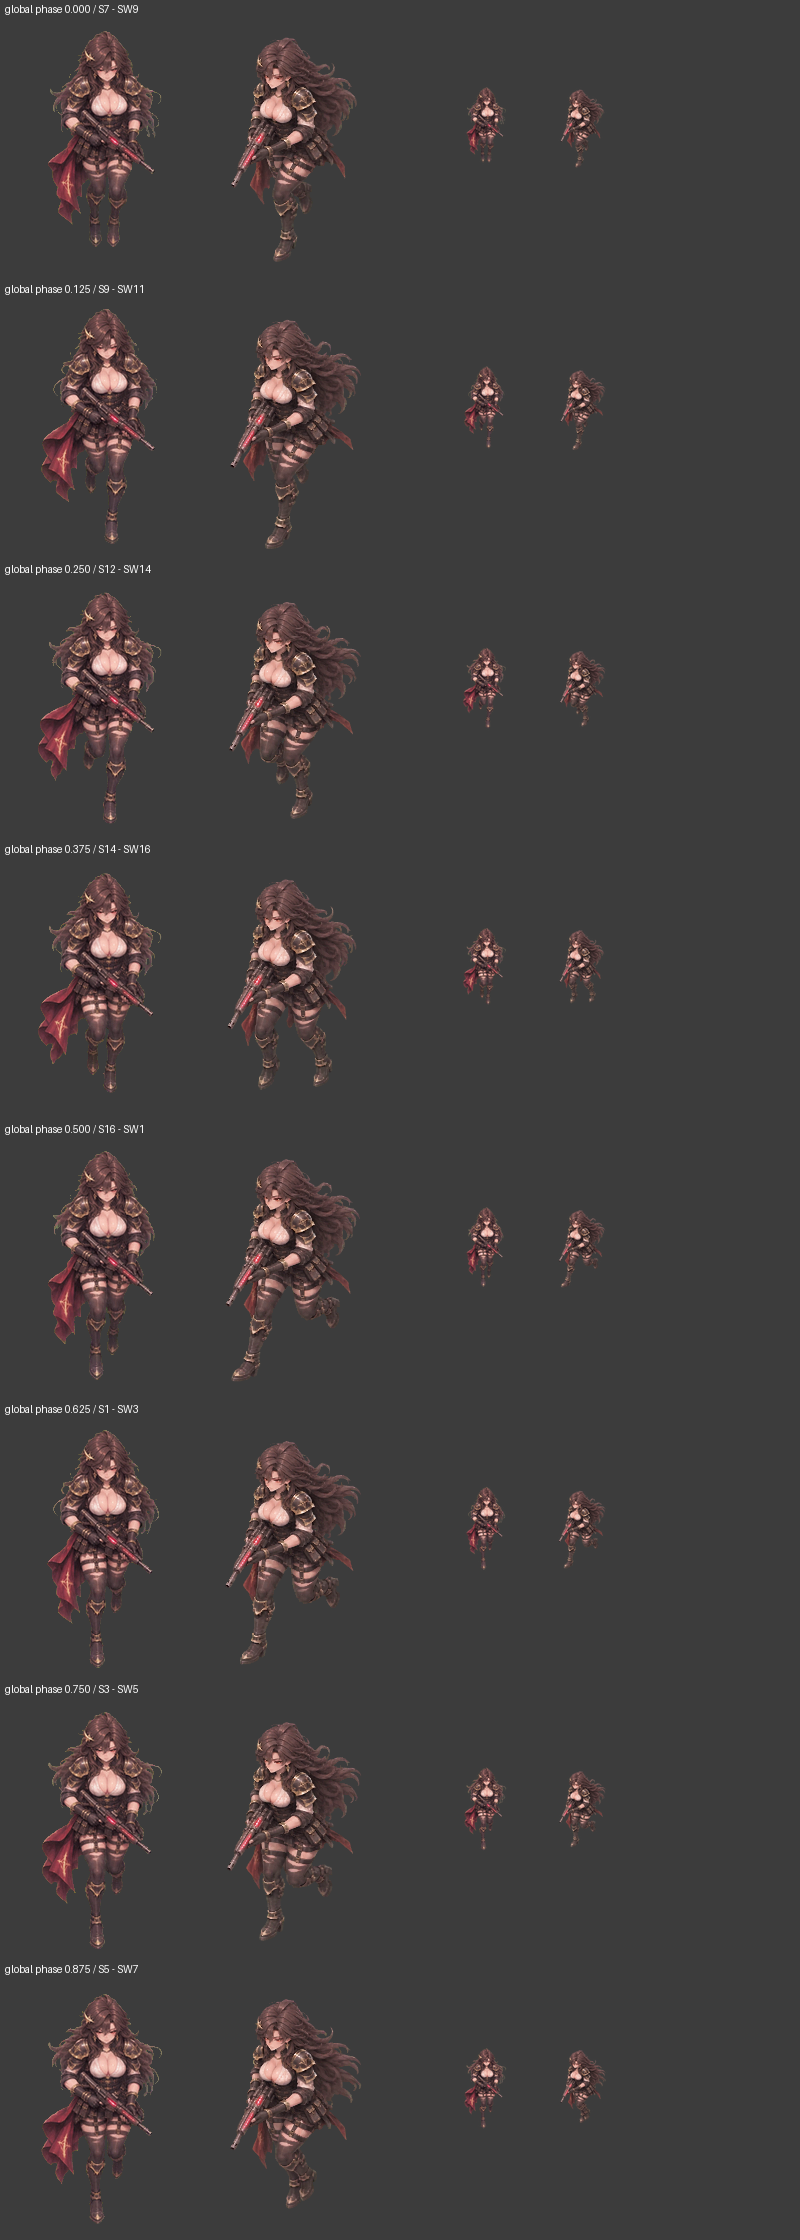 global phase 0.000 / S7 - SW9
global phase 0.125 / S9 - SW11
global phase 0.250 / S12 - SW14
global phase 0.375 / S14 - SW16
global phase 0.500 / S16 - SW1
global phase 0.625 / S1 - SW3
global phase 0.750 / S3 - SW5
global phase 0.875 / S5 - SW7